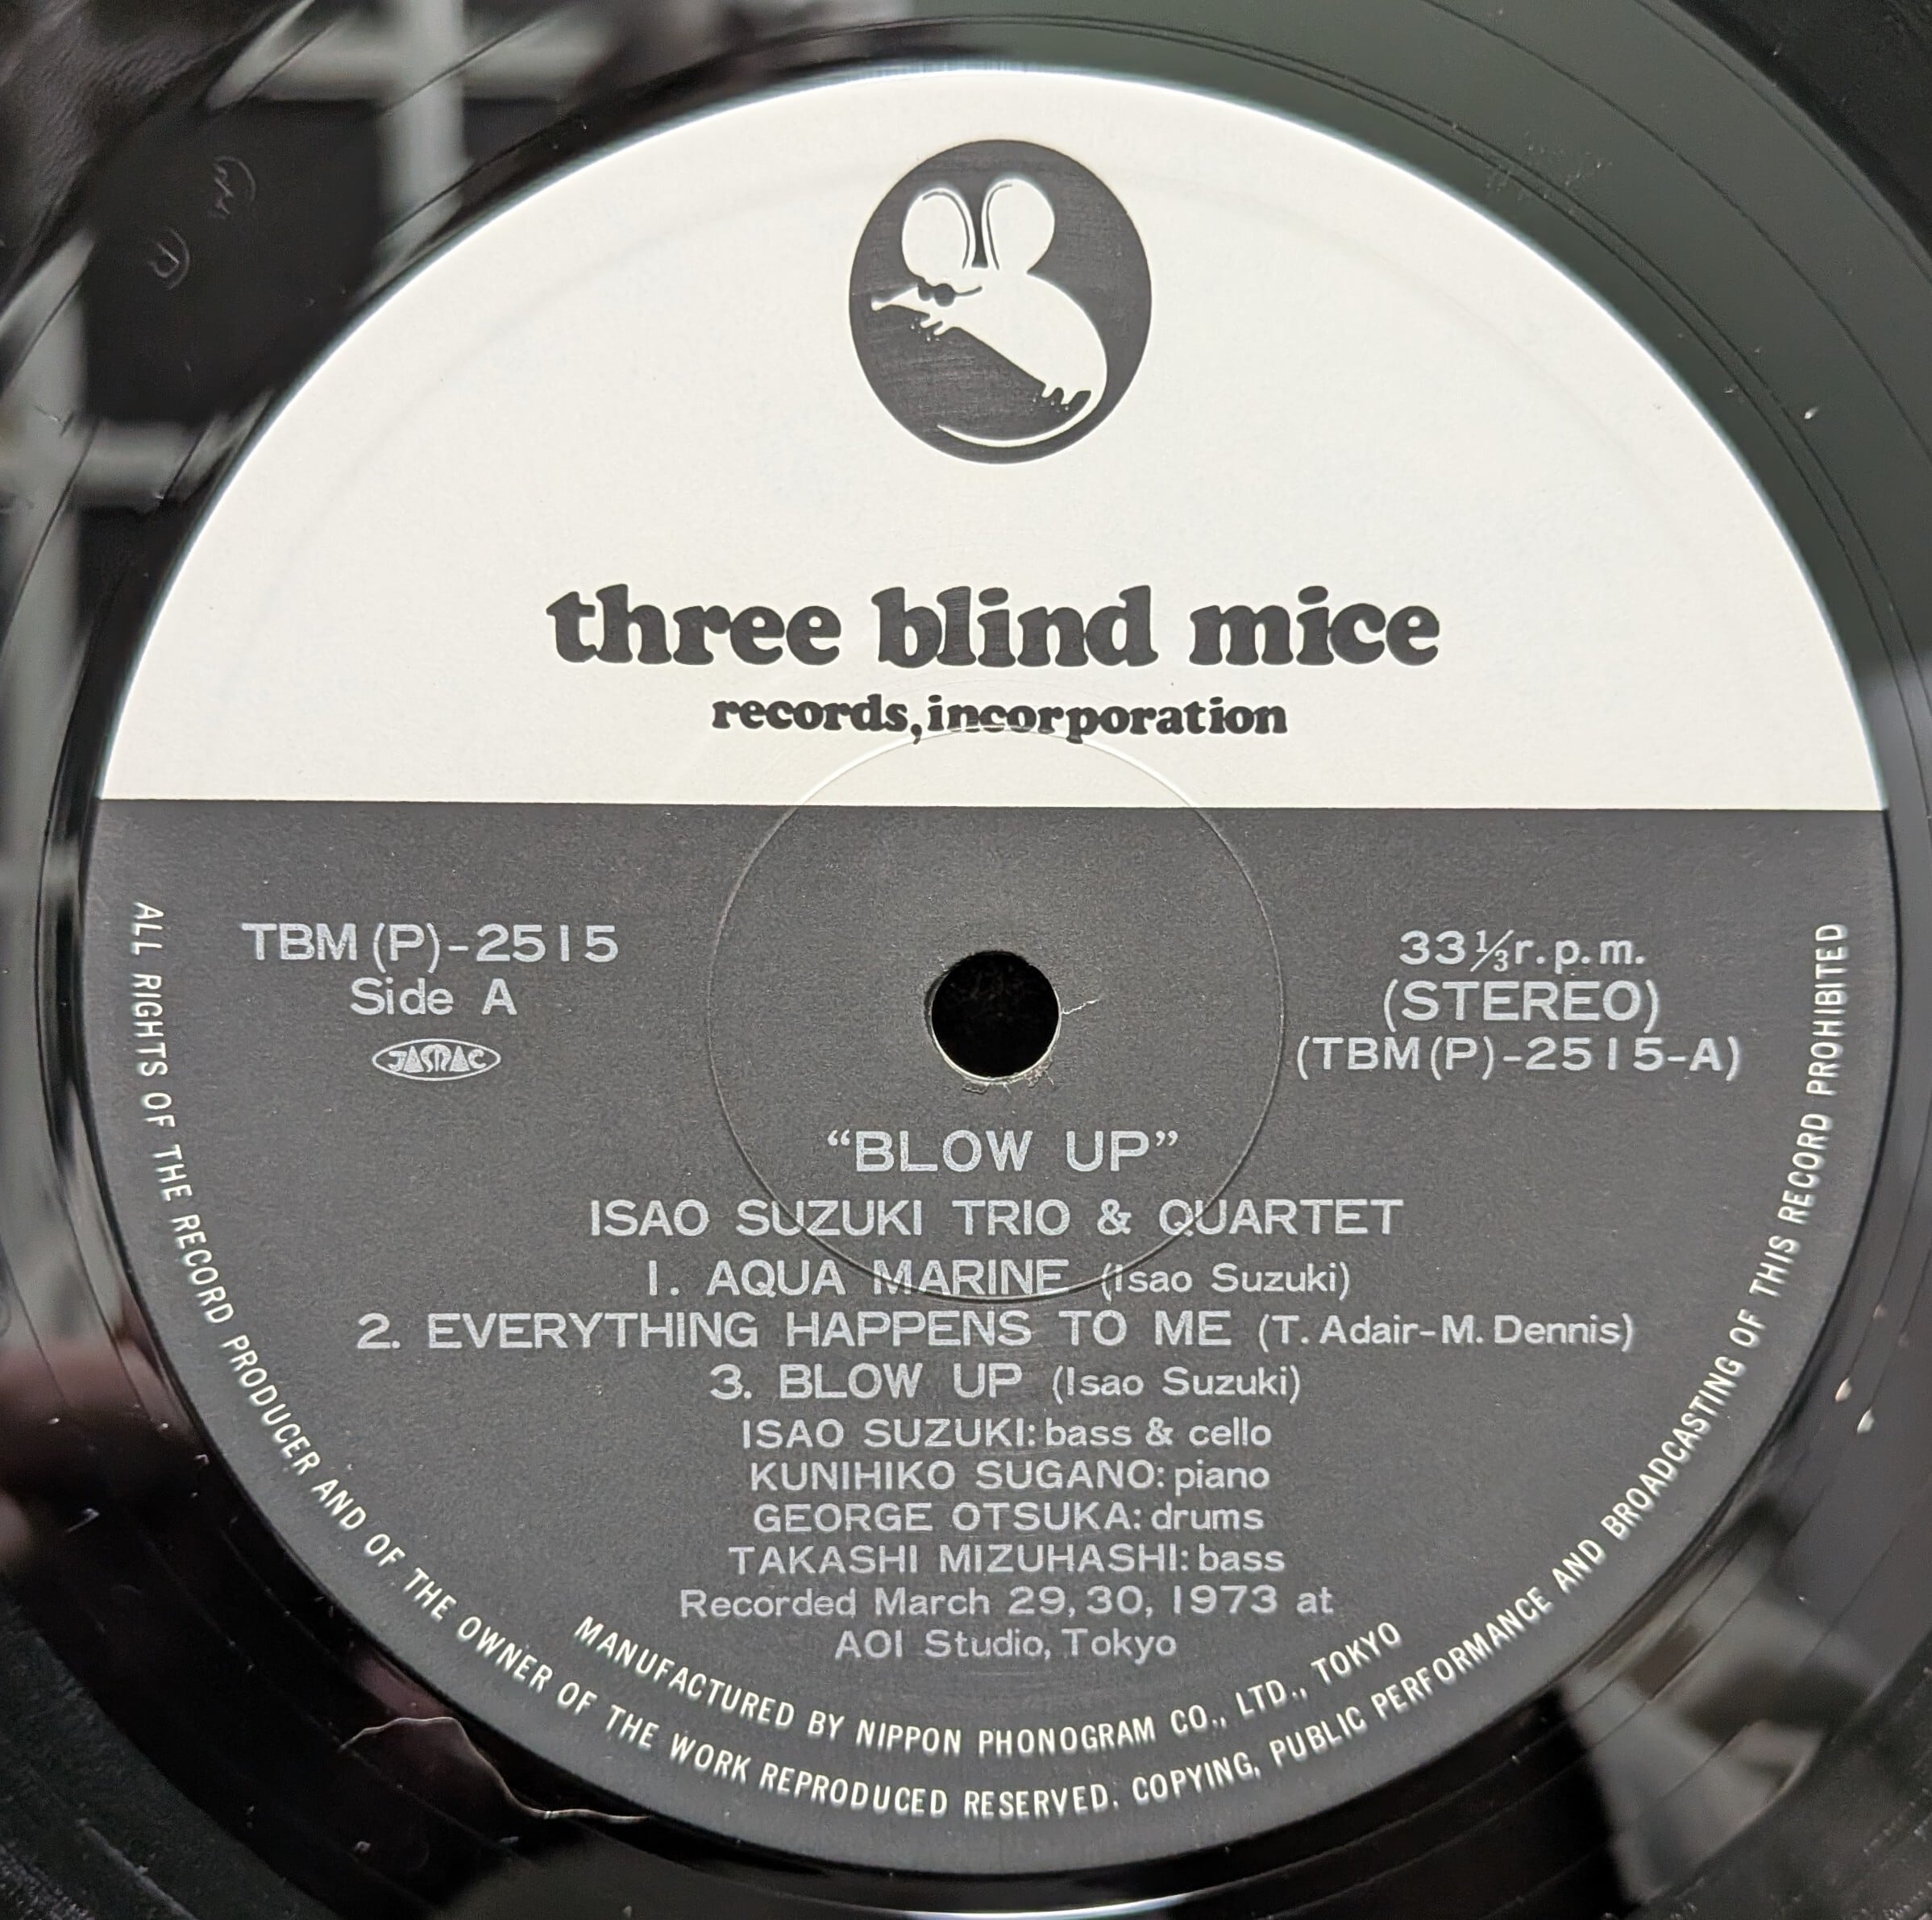 three blind mice
records, incorporation
TBM (P)-2515
Side A
JASRAC
33 1/3 r.p.m.
(STEREO)
(TBM (P)-2515-A)
“BLOW UP”
ISAO SUZUKI TRIO & QUARTET
1. AQUA MARINE (Isao Suzuki)
2. EVERYTHING HAPPENS TO ME (T. Adair-M. Dennis)
3. BLOW UP (Isao Suzuki)
ISAO SUZUKI: bass & cello
KUNIHIKO SUGANO: piano
GEORGE OTSUKA: drums
TAKASHI MIZUHASHI: bass
Recorded March 29, 30, 1973 at
AOI Studio, Tokyo
MANUFACTURED BY NIPPON PHONOGRAM CO., LTD., TOKYO
ALL RIGHTS OF THE RECORD PRODUCER AND OF THE OWNER OF THE WORK REPRODUCED RESERVED. COPYING, PUBLIC PERFORMANCE AND BROADCASTING OF THIS RECORD PROHIBITED